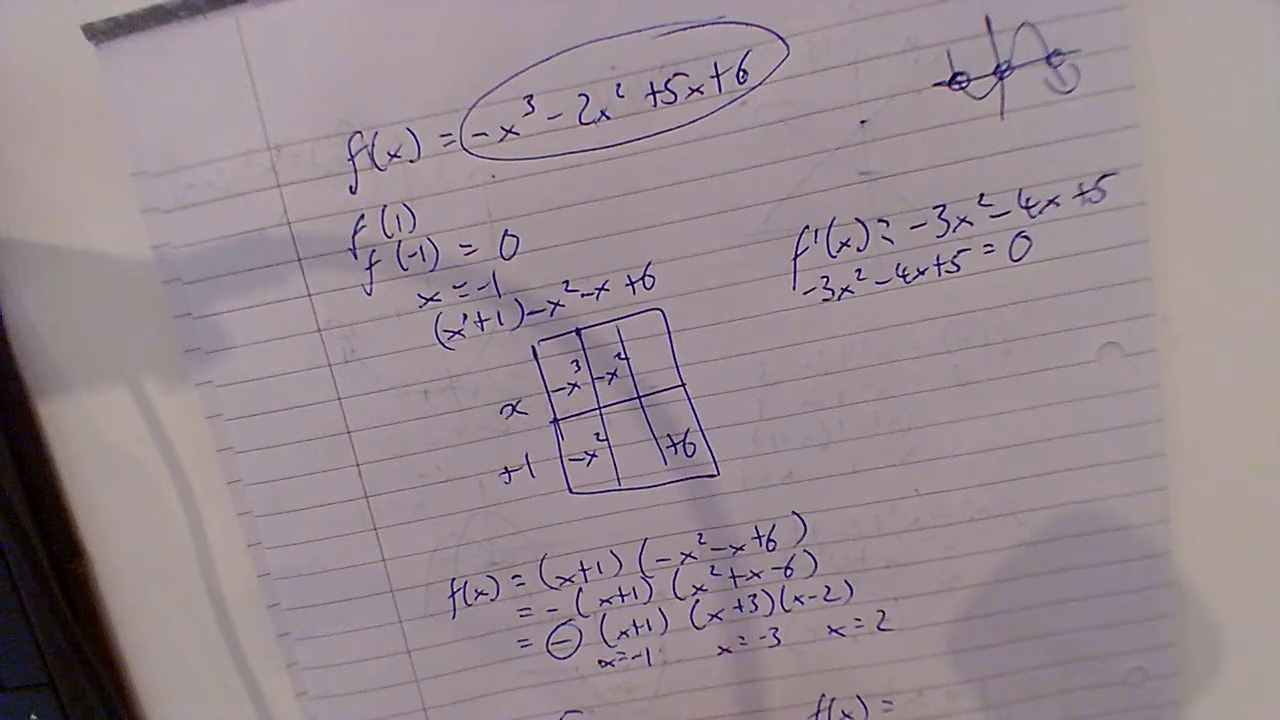 f(x) = -x³ - 2x² + 5x + 6
f(1)
f(-1) = 0
x = -1
(x+1) -x² - x + 6
-x³ -x²
x
+1 -x² +6
f'(x) = -3x² - 4x + 5
-3x² - 4x + 5 = 0
f(x) = (x+1) (-x² - x + 6)
= - (x+1) (x² + x - 6)
= - (x+1) (x+3)(x-2)
x = -1 x = -3 x = 2
f(x) =